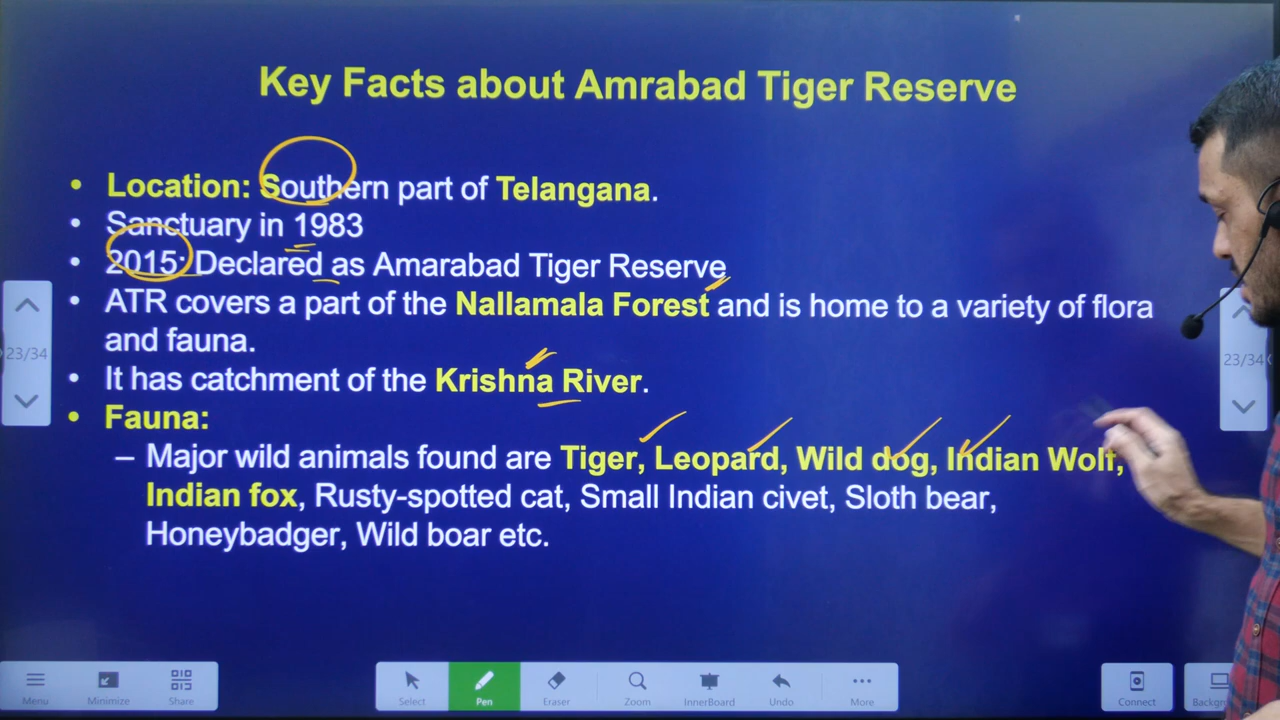 Key Facts about Amrabad Tiger Reserve
• Location: Southern part of Telangana.
• Sanctuary in 1983
• 2015: Declared as Amarabad Tiger Reserve
• ATR covers a part of the Nallamala Forest and is home to a variety of flora
and fauna.
• It has catchment of the Krishna River.
• Fauna:
– Major wild animals found are Tiger, Leopard, Wild dog, Indian Wolf,
Indian fox, Rusty-spotted cat, Small Indian civet, Sloth bear,
Honeybadger, Wild boar etc.
23/34
23/34
Menu Minimize Share Select Pen Eraser Zoom InnerBoard Undo More Connect